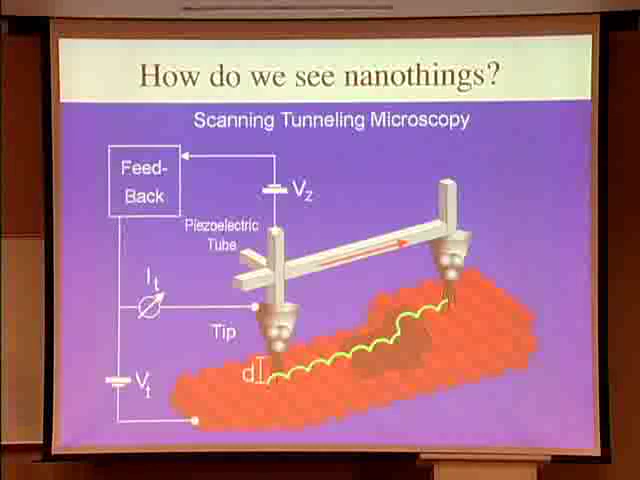 How do we see nanothings?
Scanning Tunneling Microscopy
Feed-
Back
Vz
Piezoelectric
Tube
It
Tip
d
Vt